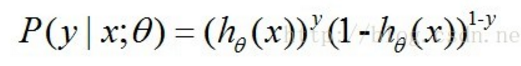 P(y | x;θ) = (h_θ(x))^y (1-h_θ(x))^{1-y}